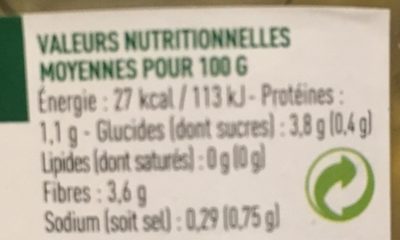 VALEURS NUTRITIONNELLES
MOYENNES POUR 100 G
Énergie : 27 kcal / 113 kJ - Protéines :
1,1 g - Glucides (dont sucres) : 3,8 g (0,4 g)
Lipides (dont saturés) : 0 g (0 g)
Fibres : 3,6 g
Sodium (soit sel) : 0,29 (0,75 g)